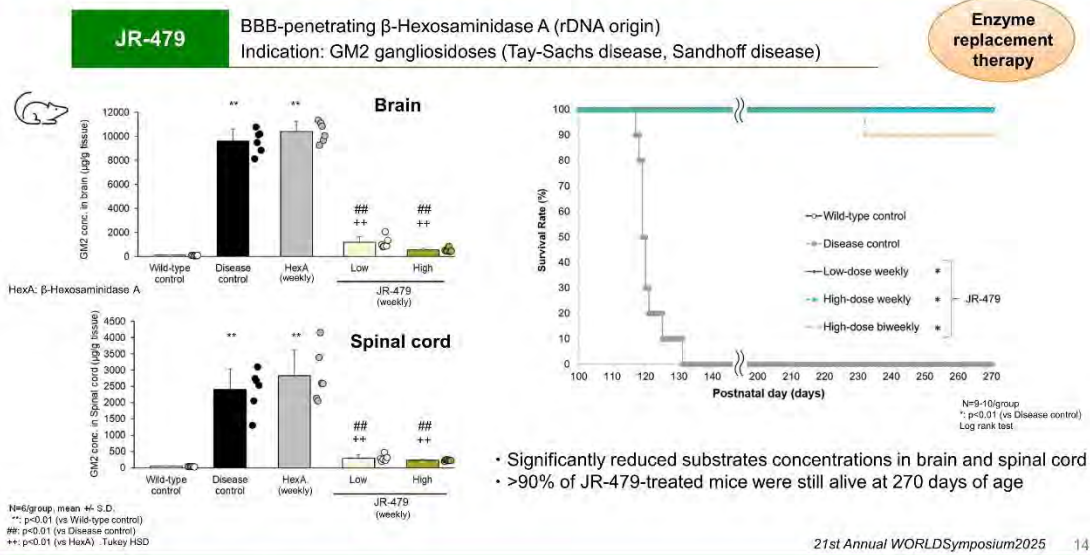 JR-479
BBB-penetrating β-Hexosaminidase A (rDNA origin)
Indication: GM2 gangliosidoses (Tay-Sachs disease, Sandhoff disease)
Enzyme
replacement
therapy
Brain
GM2 conc. in brain (µg/g tissue)
12000
10000
8000
6000
4000
2000
0
** **
## ##
++ ++
Wild-type control
Disease control
HexA (weekly)
Low
High
JR-479
(weekly)
HexA: β-Hexosaminidase A
Spinal cord
GM2 conc. in Spinal cord (µg/g tissue)
4500
4000
3500
3000
2500
2000
1500
1000
500
0
** **
## ##
++ ++
Wild-type control
Disease control
HexA (weekly)
Low
High
JR-479
(weekly)
N=6/group, mean +/- S.D.
**: p<0.01 (vs Wild-type control)
##: p<0.01 (vs Disease control)
++: p<0.01 (vs HexA) Tukey HSD
Survival Rate (%)
100
90
80
70
60
50
40
30
20
10
0
Wild-type control
Disease control
Low-dose weekly *
High-dose weekly *
High-dose biweekly *
JR-479
100 110 120 130 140 200 210 220 230 240 250 260 270
Postnatal day (days)
N=9-10/group
*: p<0.01 (vs Disease control)
Log rank test
・Significantly reduced substrates concentrations in brain and spinal cord
・>90% of JR-479-treated mice were still alive at 270 days of age
21st Annual WORLDSymposium2025 14